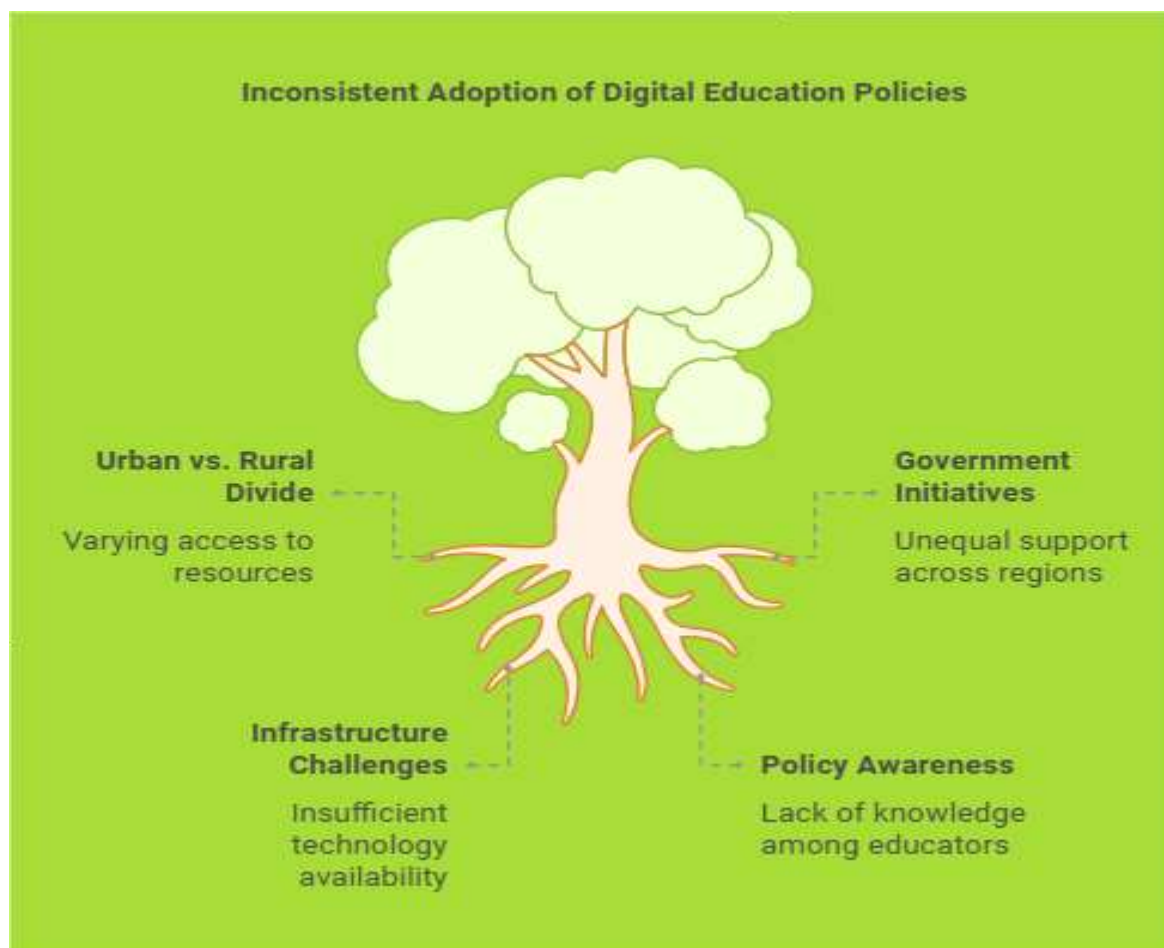 Inconsistent Adoption of Digital Education Policies
Urban vs. Rural
Divide
Varying access to
resources
Government
Initiatives
Unequal support
across regions
Infrastructure
Challenges
Insufficient
technology
availability
Policy Awareness
Lack of knowledge
among educators